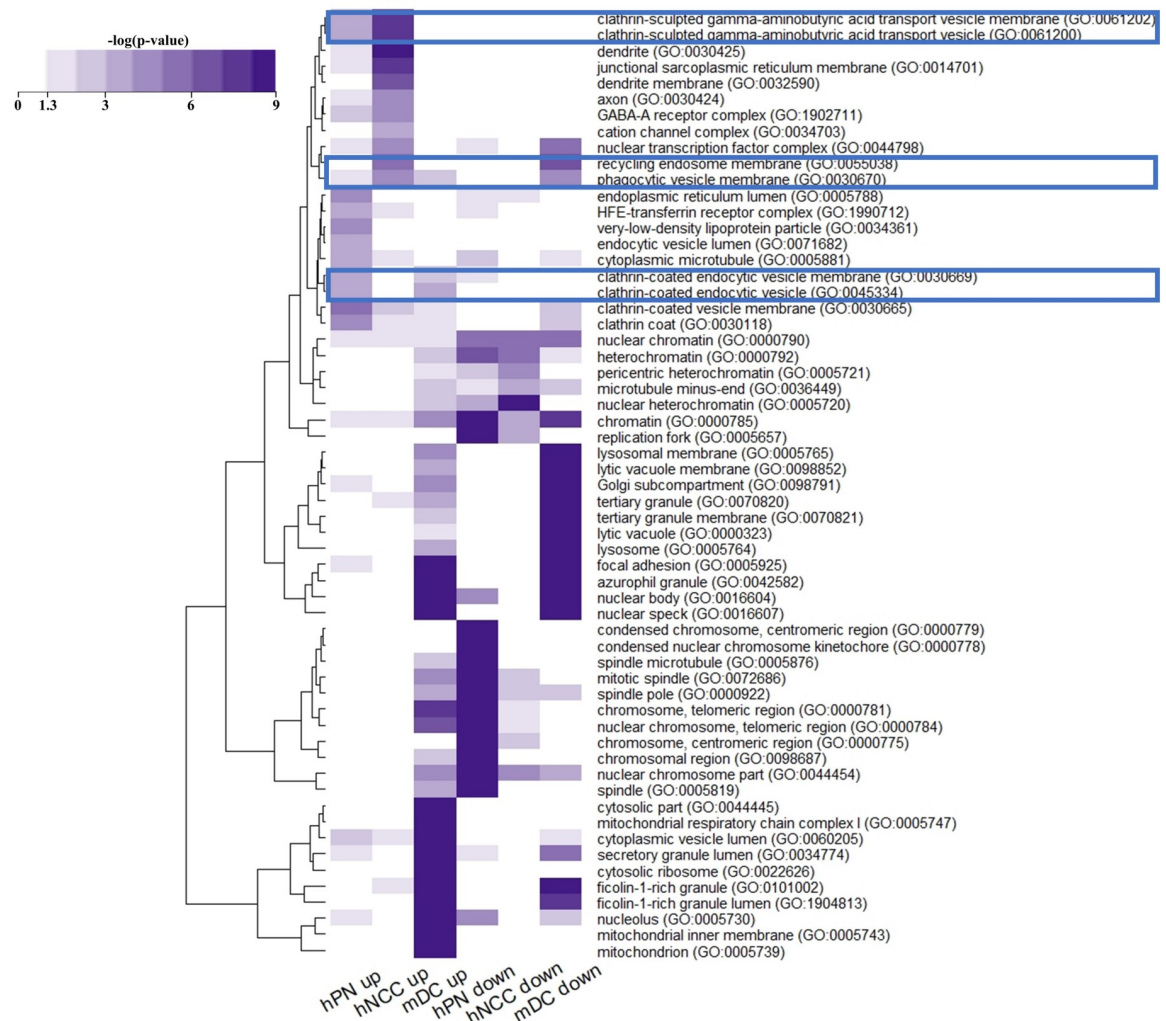 -log(p-value)
0 1.3 3 6 9
clathrin-sculpted gamma-aminobutyric acid transport vesicle membrane (GO:0061202)
clathrin-sculpted gamma-aminobutyric acid transport vesicle (GO:0061200)
dendrite (GO:0030425)
junctional sarcoplasmic reticulum membrane (GO:0014701)
dendrite membrane (GO:0032590)
axon (GO:0030424)
GABA-A receptor complex (GO:1902711)
cation channel complex (GO:0034703)
nuclear transcription factor complex (GO:0044798)
recycling endosome membrane (GO:0055038)
phagocytic vesicle membrane (GO:0030670)
endoplasmic reticulum lumen (GO:0005788)
HFE-transferrin receptor complex (GO:1990712)
very-low-density lipoprotein particle (GO:0034361)
endocytic vesicle lumen (GO:0071682)
cytoplasmic microtubule (GO:0005881)
clathrin-coated endocytic vesicle membrane (GO:0030669)
clathrin-coated endocytic vesicle (GO:0045334)
clathrin-coated vesicle membrane (GO:0030665)
clathrin coat (GO:0030118)
nuclear chromatin (GO:0000790)
heterochromatin (GO:0000792)
pericentric heterochromatin (GO:0005721)
microtubule minus-end (GO:0036449)
nuclear heterochromatin (GO:0005720)
chromatin (GO:0000785)
replication fork (GO:0005657)
lysosomal membrane (GO:0005765)
lytic vacuole membrane (GO:0098852)
Golgi subcompartment (GO:0098791)
tertiary granule (GO:0070820)
tertiary granule membrane (GO:0070821)
lytic vacuole (GO:0000323)
lysosome (GO:0005764)
focal adhesion (GO:0005925)
azurophil granule (GO:0042582)
nuclear body (GO:0016604)
nuclear speck (GO:0016607)
condensed chromosome, centromeric region (GO:0000779)
condensed nuclear chromosome kinetochore (GO:0000778)
spindle microtubule (GO:0005876)
mitotic spindle (GO:0072686)
spindle pole (GO:0000922)
chromosome, telomeric region (GO:0000781)
nuclear chromosome, telomeric region (GO:0000784)
chromosome, centromeric region (GO:0000775)
chromosomal region (GO:0098687)
nuclear chromosome part (GO:0044454)
spindle (GO:0005819)
cytosolic part (GO:0044445)
mitochondrial respiratory chain complex I (GO:0005747)
cytoplasmic vesicle lumen (GO:0060205)
secretory granule lumen (GO:0034774)
cytosolic ribosome (GO:0022626)
ficolin-1-rich granule (GO:0101002)
ficolin-1-rich granule lumen (GO:1904813)
nucleolus (GO:0005730)
mitochondrial inner membrane (GO:0005743)
mitochondrion (GO:0005739)
hPN up
hNCC up
mDC up
hPN down
hNCC down
mDC down